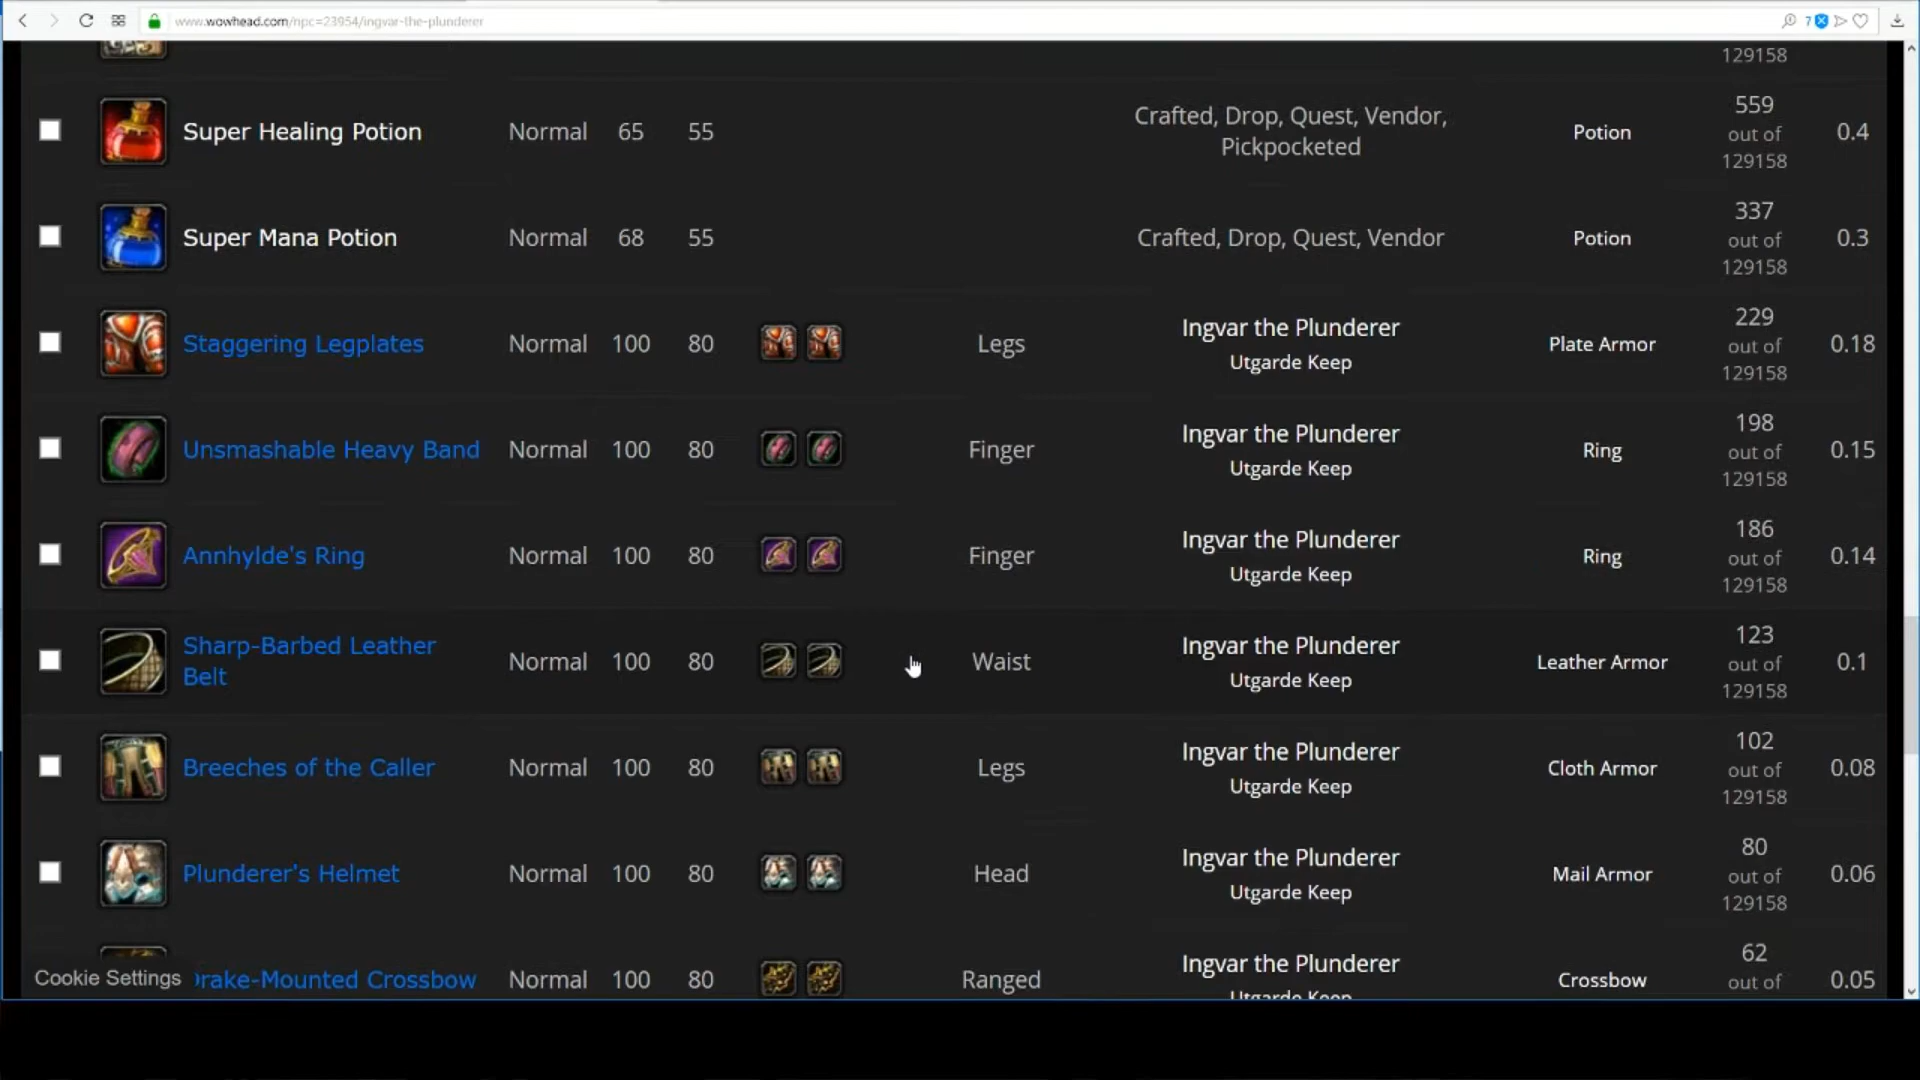 www.wowhead.com/npc=23954/ingvar-the-plunderer
7
129158
Super Healing Potion Normal 65 55 Crafted, Drop, Quest, Vendor, Pickpocketed Potion 559 out of 129158 0.4
Super Mana Potion Normal 68 55 Crafted, Drop, Quest, Vendor Potion 337 out of 129158 0.3
Staggering Legplates Normal 100 80 Legs Ingvar the Plunderer Utgarde Keep Plate Armor 229 out of 129158 0.18
Unsmashable Heavy Band Normal 100 80 Finger Ingvar the Plunderer Utgarde Keep Ring 198 out of 129158 0.15
Annhylde's Ring Normal 100 80 Finger Ingvar the Plunderer Utgarde Keep Ring 186 out of 129158 0.14
Sharp-Barbed Leather Belt Normal 100 80 Waist Ingvar the Plunderer Utgarde Keep Leather Armor 123 out of 129158 0.1
Breeches of the Caller Normal 100 80 Legs Ingvar the Plunderer Utgarde Keep Cloth Armor 102 out of 129158 0.08
Plunderer's Helmet Normal 100 80 Head Ingvar the Plunderer Utgarde Keep Mail Armor 80 out of 129158 0.06
Cookie Settings
rake-Mounted Crossbow Normal 100 80 Ranged Ingvar the Plunderer Utgarde Keep Crossbow 62 out of 0.05